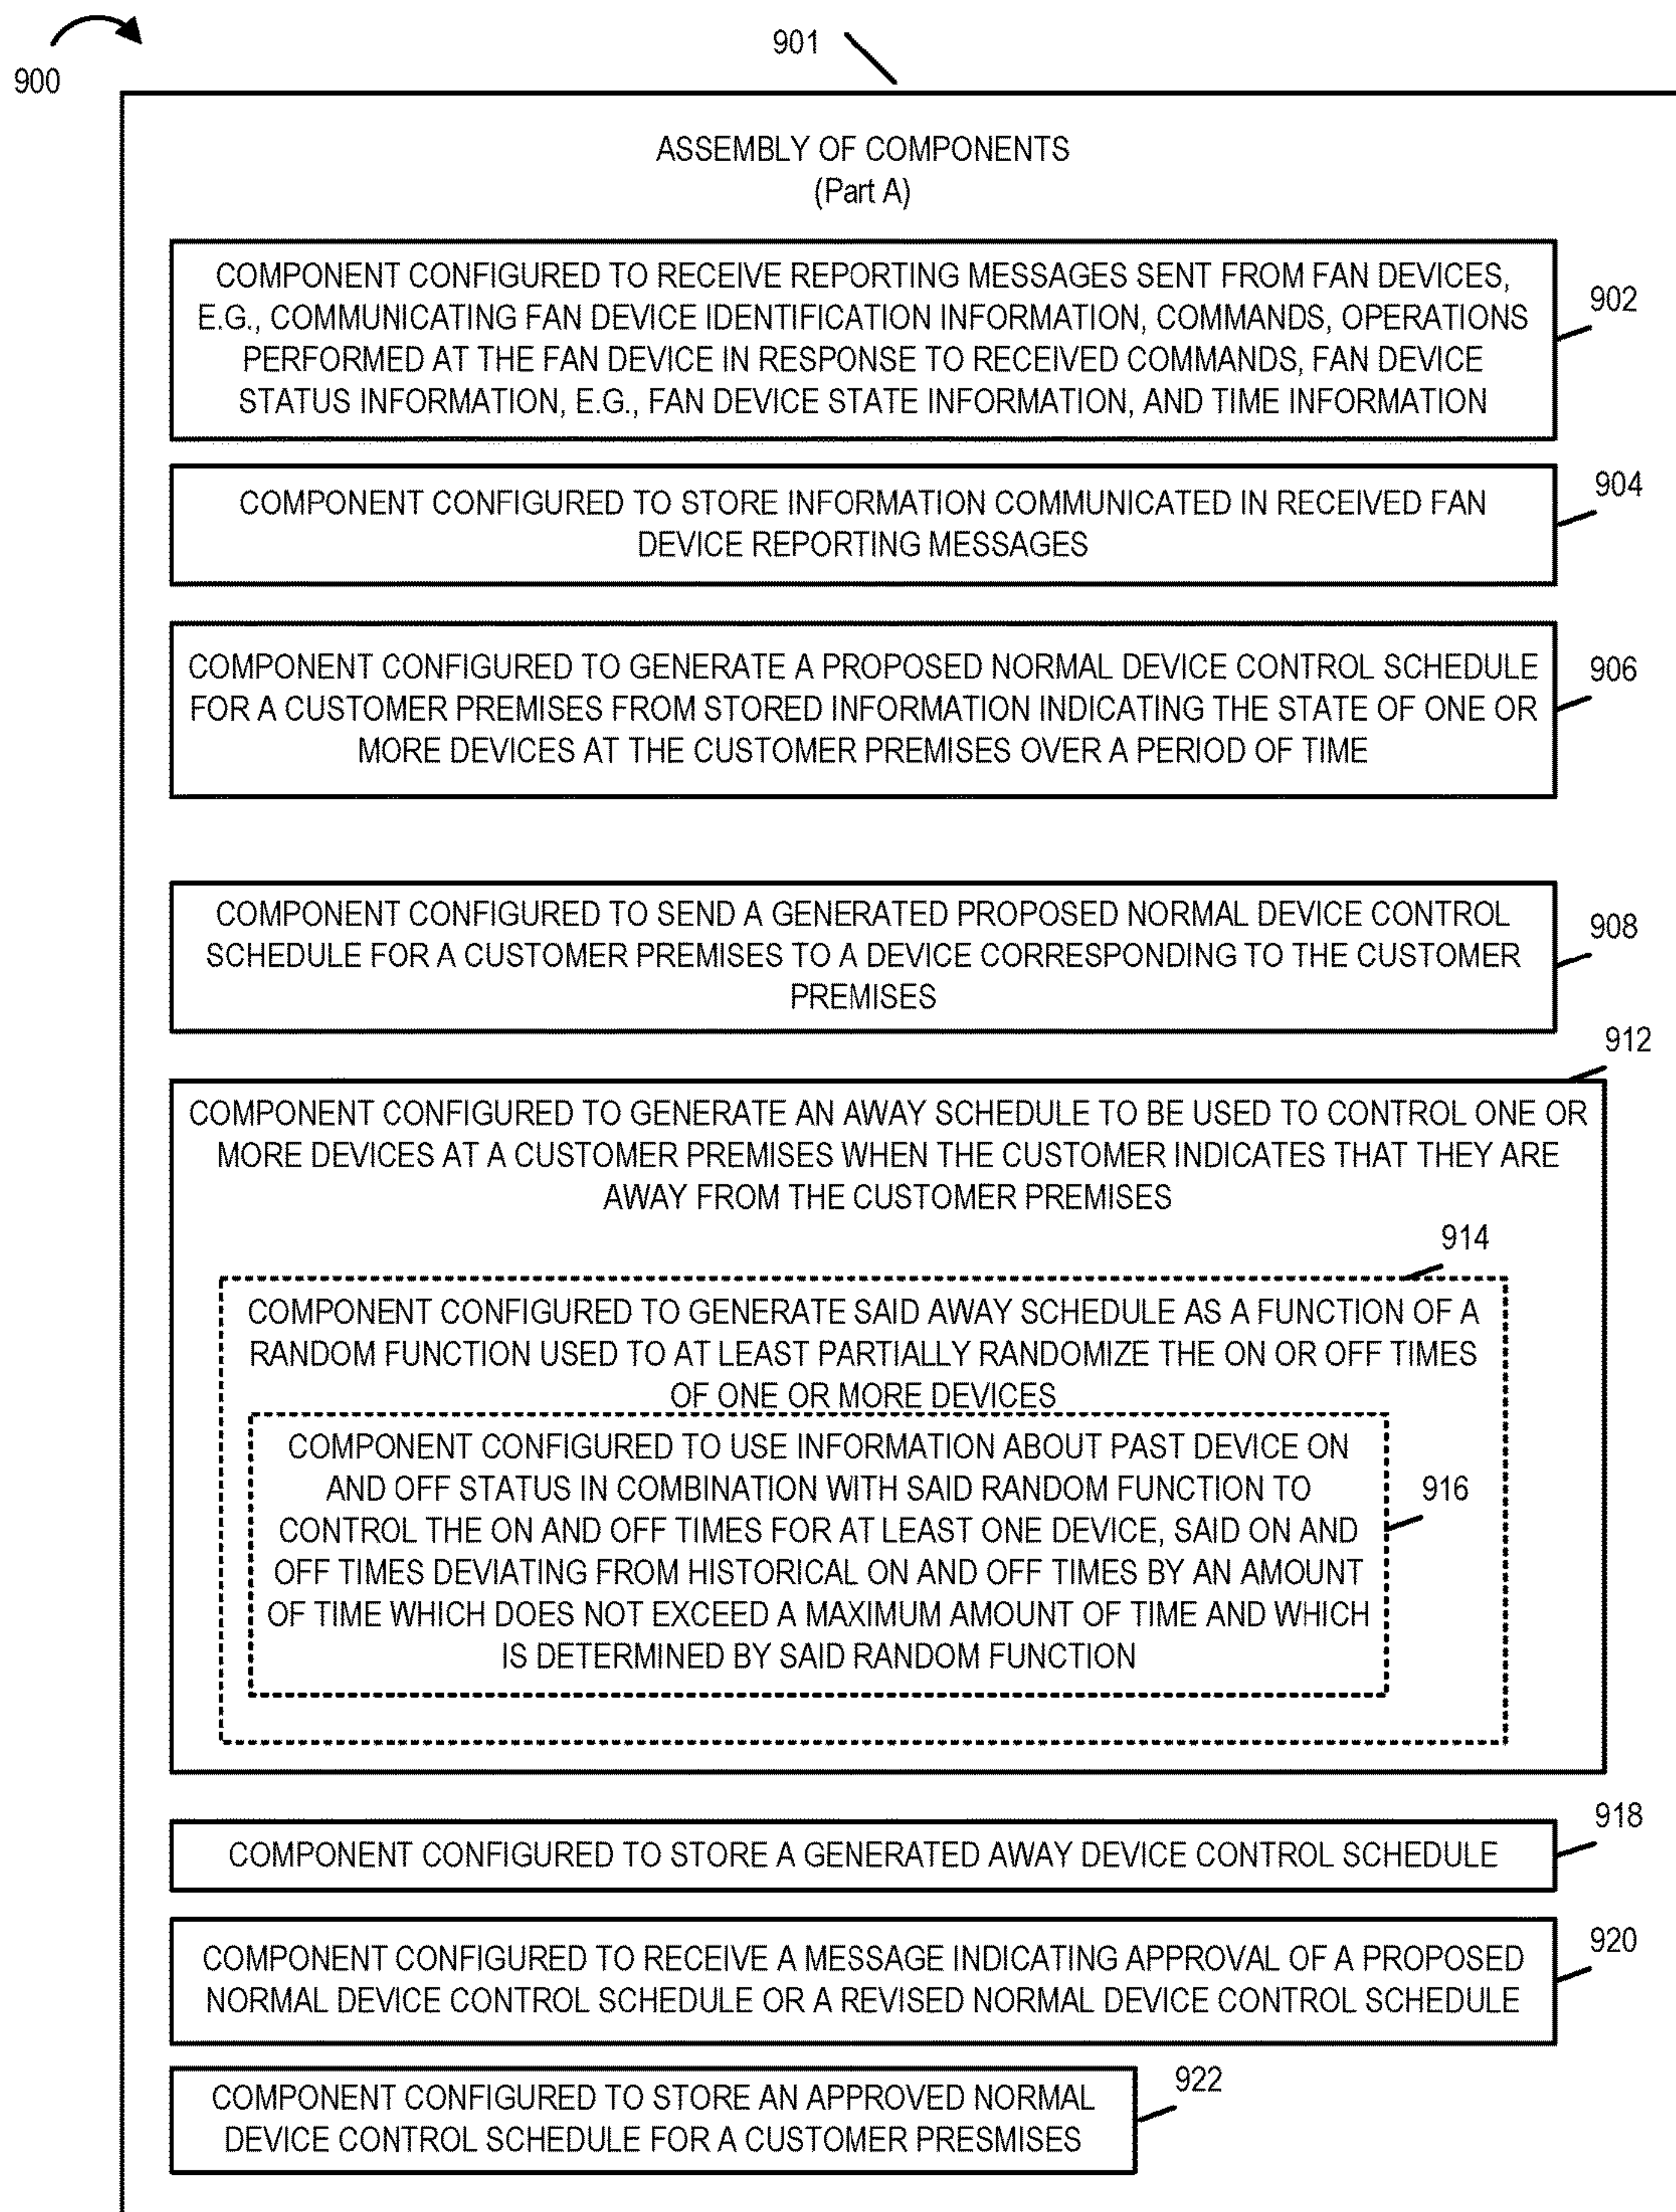 900
901
ASSEMBLY OF COMPONENTS
(Part A)
COMPONENT CONFIGURED TO RECEIVE REPORTING MESSAGES SENT FROM FAN DEVICES,
E.G., COMMUNICATING FAN DEVICE IDENTIFICATION INFORMATION, COMMANDS, OPERATIONS
PERFORMED AT THE FAN DEVICE IN RESPONSE TO RECEIVED COMMANDS, FAN DEVICE
STATUS INFORMATION, E.G., FAN DEVICE STATE INFORMATION, AND TIME INFORMATION
902
COMPONENT CONFIGURED TO STORE INFORMATION COMMUNICATED IN RECEIVED FAN
DEVICE REPORTING MESSAGES
904
COMPONENT CONFIGURED TO GENERATE A PROPOSED NORMAL DEVICE CONTROL SCHEDULE
FOR A CUSTOMER PREMISES FROM STORED INFORMATION INDICATING THE STATE OF ONE OR
MORE DEVICES AT THE CUSTOMER PREMISES OVER A PERIOD OF TIME
906
COMPONENT CONFIGURED TO SEND A GENERATED PROPOSED NORMAL DEVICE CONTROL
SCHEDULE FOR A CUSTOMER PREMISES TO A DEVICE CORRESPONDING TO THE CUSTOMER
PREMISES
908
912
COMPONENT CONFIGURED TO GENERATE AN AWAY SCHEDULE TO BE USED TO CONTROL ONE OR
MORE DEVICES AT A CUSTOMER PREMISES WHEN THE CUSTOMER INDICATES THAT THEY ARE
AWAY FROM THE CUSTOMER PREMISES
914
COMPONENT CONFIGURED TO GENERATE SAID AWAY SCHEDULE AS A FUNCTION OF A
RANDOM FUNCTION USED TO AT LEAST PARTIALLY RANDOMIZE THE ON OR OFF TIMES
OF ONE OR MORE DEVICES
COMPONENT CONFIGURED TO USE INFORMATION ABOUT PAST DEVICE ON
AND OFF STATUS IN COMBINATION WITH SAID RANDOM FUNCTION TO
CONTROL THE ON AND OFF TIMES FOR AT LEAST ONE DEVICE, SAID ON AND
OFF TIMES DEVIATING FROM HISTORICAL ON AND OFF TIMES BY AN AMOUNT
OF TIME WHICH DOES NOT EXCEED A MAXIMUM AMOUNT OF TIME AND WHICH
IS DETERMINED BY SAID RANDOM FUNCTION
916
COMPONENT CONFIGURED TO STORE A GENERATED AWAY DEVICE CONTROL SCHEDULE
918
COMPONENT CONFIGURED TO RECEIVE A MESSAGE INDICATING APPROVAL OF A PROPOSED
NORMAL DEVICE CONTROL SCHEDULE OR A REVISED NORMAL DEVICE CONTROL SCHEDULE
920
COMPONENT CONFIGURED TO STORE AN APPROVED NORMAL
DEVICE CONTROL SCHEDULE FOR A CUSTOMER PRESMISES
922